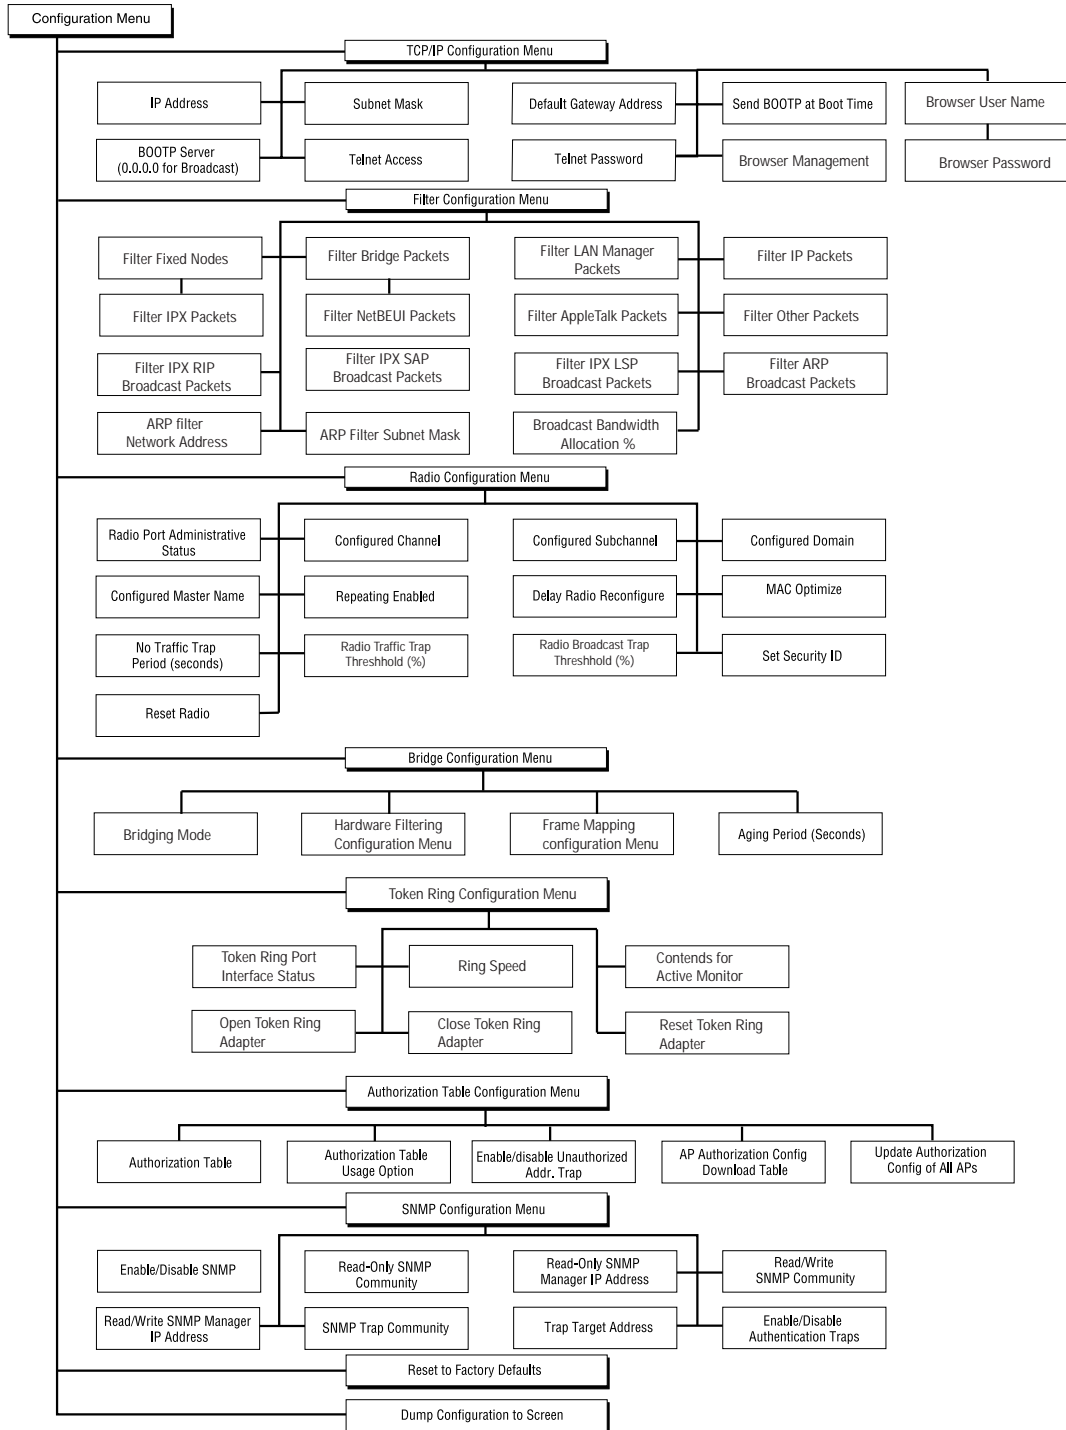 Configuration Menu
TCP/IP Configuration Menu
IP Address
Subnet Mask
Default Gateway Address
Send BOOTP at Boot Time
Browser User Name
BOOTP Server
(0.0.0.0 for Broadcast)
Telnet Access
Telnet Password
Browser Management
Browser Password
Filter Configuration Menu
Filter Fixed Nodes
Filter Bridge Packets
Filter LAN Manager
Packets
Filter IP Packets
Filter IPX Packets
Filter NetBEUI Packets
Filter AppleTalk Packets
Filter Other Packets
Filter IPX RIP
Broadcast Packets
Filter IPX SAP
Broadcast Packets
Filter IPX LSP
Broadcast Packets
Filter ARP
Broadcast Packets
ARP filter
Network Address
ARP Filter Subnet Mask
Broadcast Bandwidth
Allocation %
Radio Configuration Menu
Radio Port Administrative
Status
Configured Channel
Configured Subchannel
Configured Domain
Configured Master Name
Repeating Enabled
Delay Radio Reconfigure
MAC Optimize
No Traffic Trap
Period (seconds)
Radio Traffic Trap
Threshhold (%)
Radio Broadcast Trap
Threshhold (%)
Set Security ID
Reset Radio
Bridge Configuration Menu
Bridging Mode
Hardware Filtering
Configuration Menu
Frame Mapping
configuration Menu
Aging Period (Seconds)
Token Ring Configuration Menu
Token Ring Port
Interface Status
Ring Speed
Contends for
Active Monitor
Open Token Ring
Adapter
Close Token Ring
Adapter
Reset Token Ring
Adapter
Authorization Table Configuration Menu
Authorization Table
Authorization Table
Usage Option
Enable/disable Unauthorized
Addr. Trap
AP Authorization Config
Download Table
Update Authorization
Config of All APs
SNMP Configuration Menu
Enable/Disable SNMP
Read-Only SNMP
Community
Read-Only SNMP
Manager IP Address
Read/Write
SNMP Community
Read/Write SNMP Manager
IP Address
SNMP Trap Community
Trap Target Address
Enable/Disable
Authentication Traps
Reset to Factory Defaults
Dump Configuration to Screen